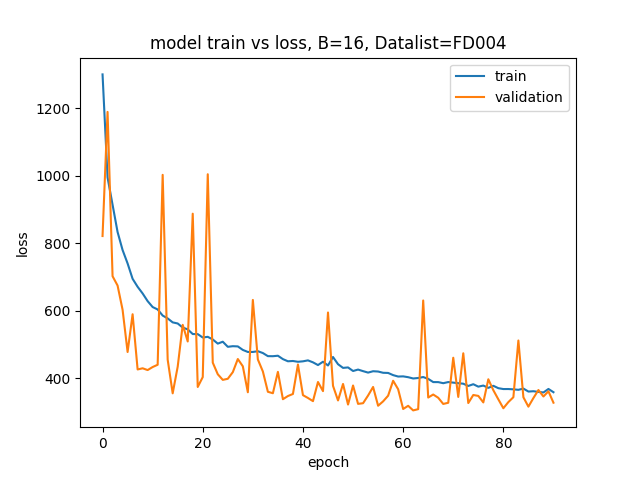 model train vs loss, B=16, Datalist=FD004
train
validation
1200
1000
800
600
400
loss
0
20
40
60
80
epoch